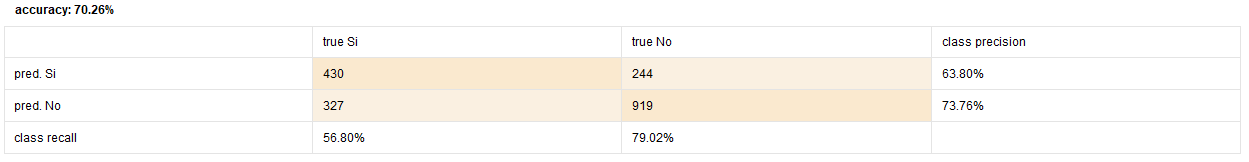 accuracy: 70.26%
true Si true No class precision
pred. Si 430 244 63.80%
pred. No 327 919 73.76%
class recall 56.80% 79.02%